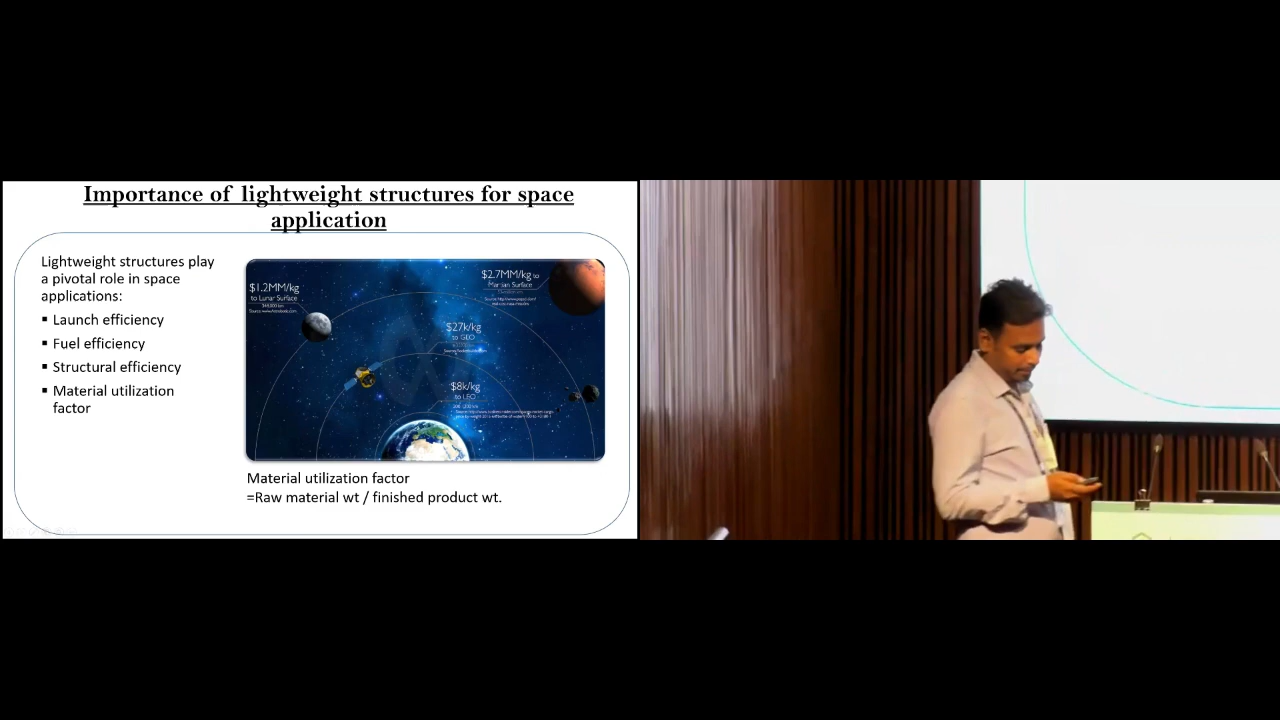 Importance of lightweight structures for space
application
Lightweight structures play
a pivotal role in space
applications:
▪ Launch efficiency
▪ Fuel efficiency
▪ Structural efficiency
▪ Material utilization
factor
$1.2MM/kg
to Lunar Surface
$2.7MM/kg to
Martian Surface
$27k/kg
to GEO
$8k/kg
to LEO
Material utilization factor
=Raw material wt / finished product wt.